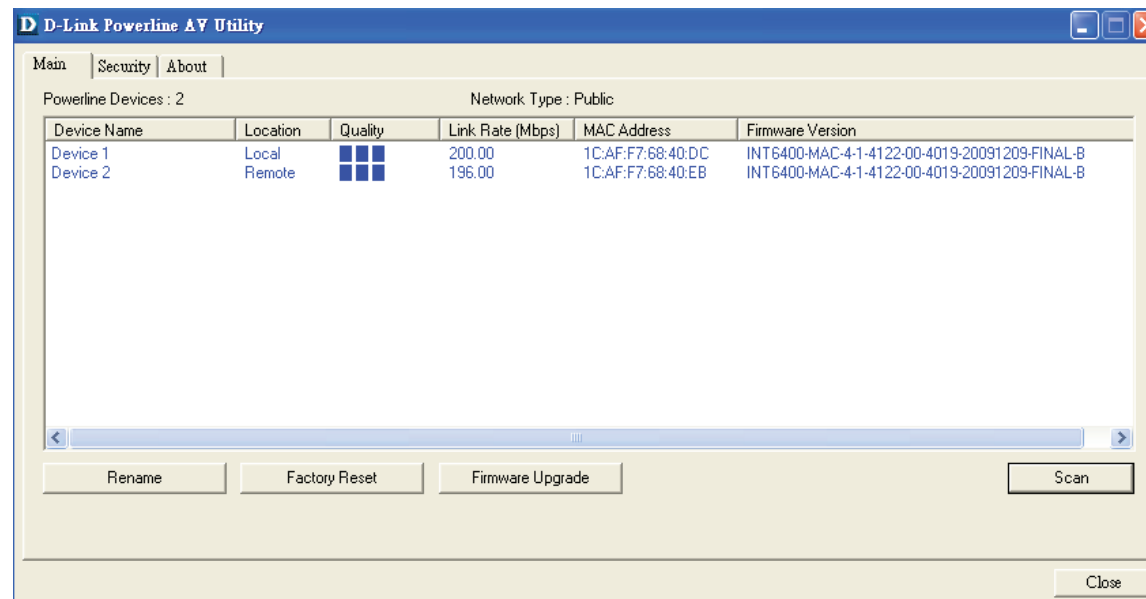 D D-Link Powerline AV Utility
Main Security About
Powerline Devices : 2 Network Type : Public
Device Name Location Quality Link Rate (Mbps) MAC Address Firmware Version
Device 1 Local 200.00 1C:AF:F7:68:40:DC INT6400-MAC-4-1-4122-00-4019-20091209-FINAL-B
Device 2 Remote 196.00 1C:AF:F7:68:40:EB INT6400-MAC-4-1-4122-00-4019-20091209-FINAL-B
Rename Factory Reset Firmware Upgrade Scan
Close